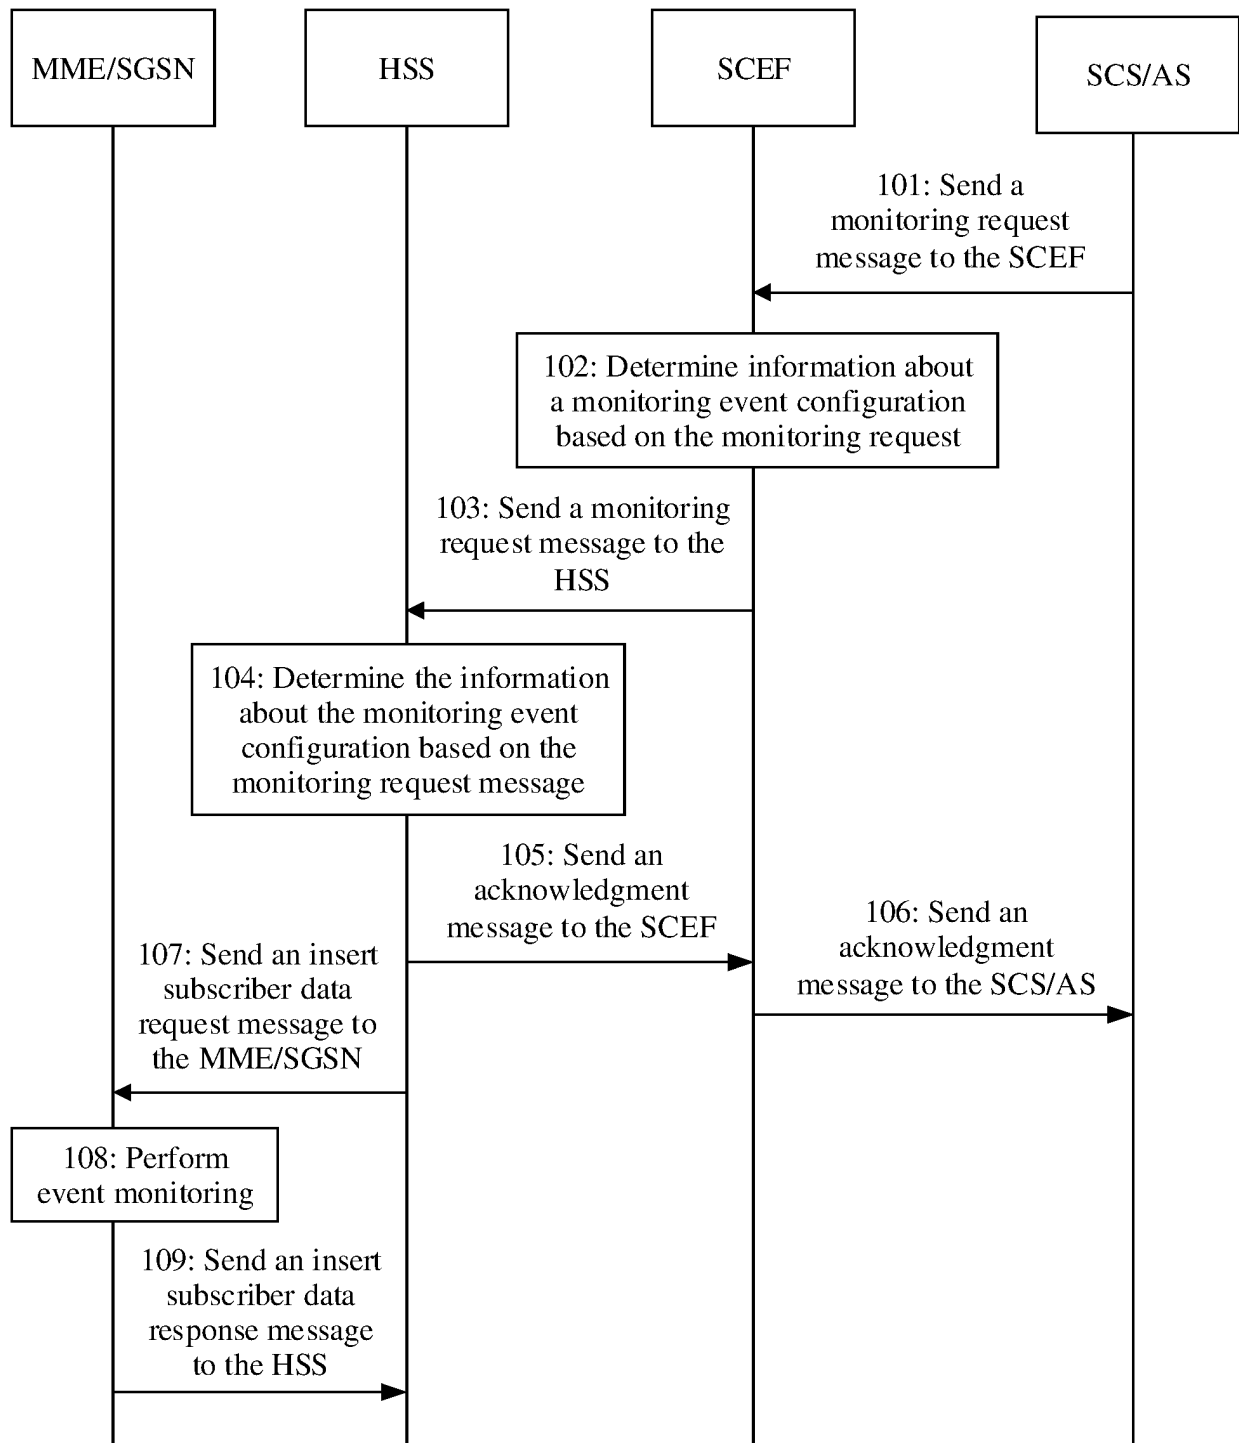 MME/SGSN
HSS
SCEF
SCS/AS
101: Send a
monitoring request
message to the SCEF
102: Determine information about
a monitoring event configuration
based on the monitoring request
103: Send a monitoring
request message to the
HSS
104: Determine the information
about the monitoring event
configuration based on the
monitoring request message
105: Send an
acknowledgment
message to the SCEF
106: Send an
acknowledgment
message to the SCS/AS
107: Send an insert
subscriber data
request message to
the MME/SGSN
108: Perform
event monitoring
109: Send an insert
subscriber data
response message
to the HSS